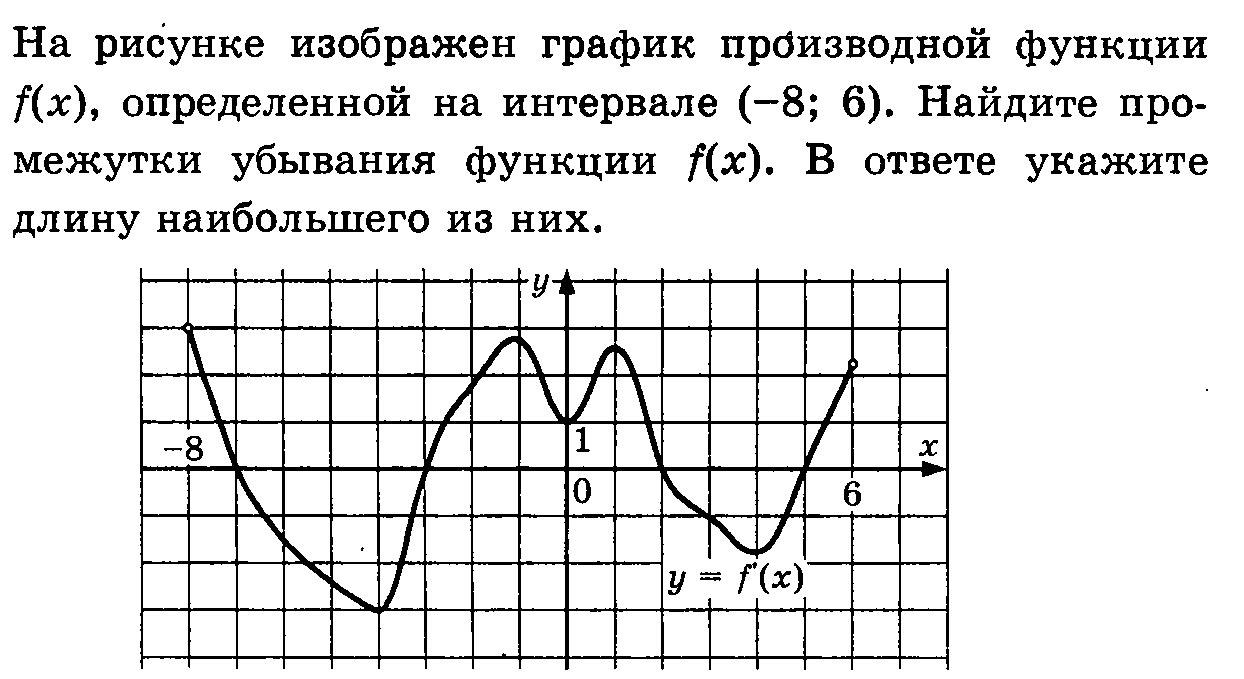 На рисунке изображен график производной функции
f(x), определенной на интервале (−8; 6). Найдите про-
межутки убывания функции f(x). В ответе укажите
длину наибольшего из них.
y
−8
1
x
0
6
y = f'(x)